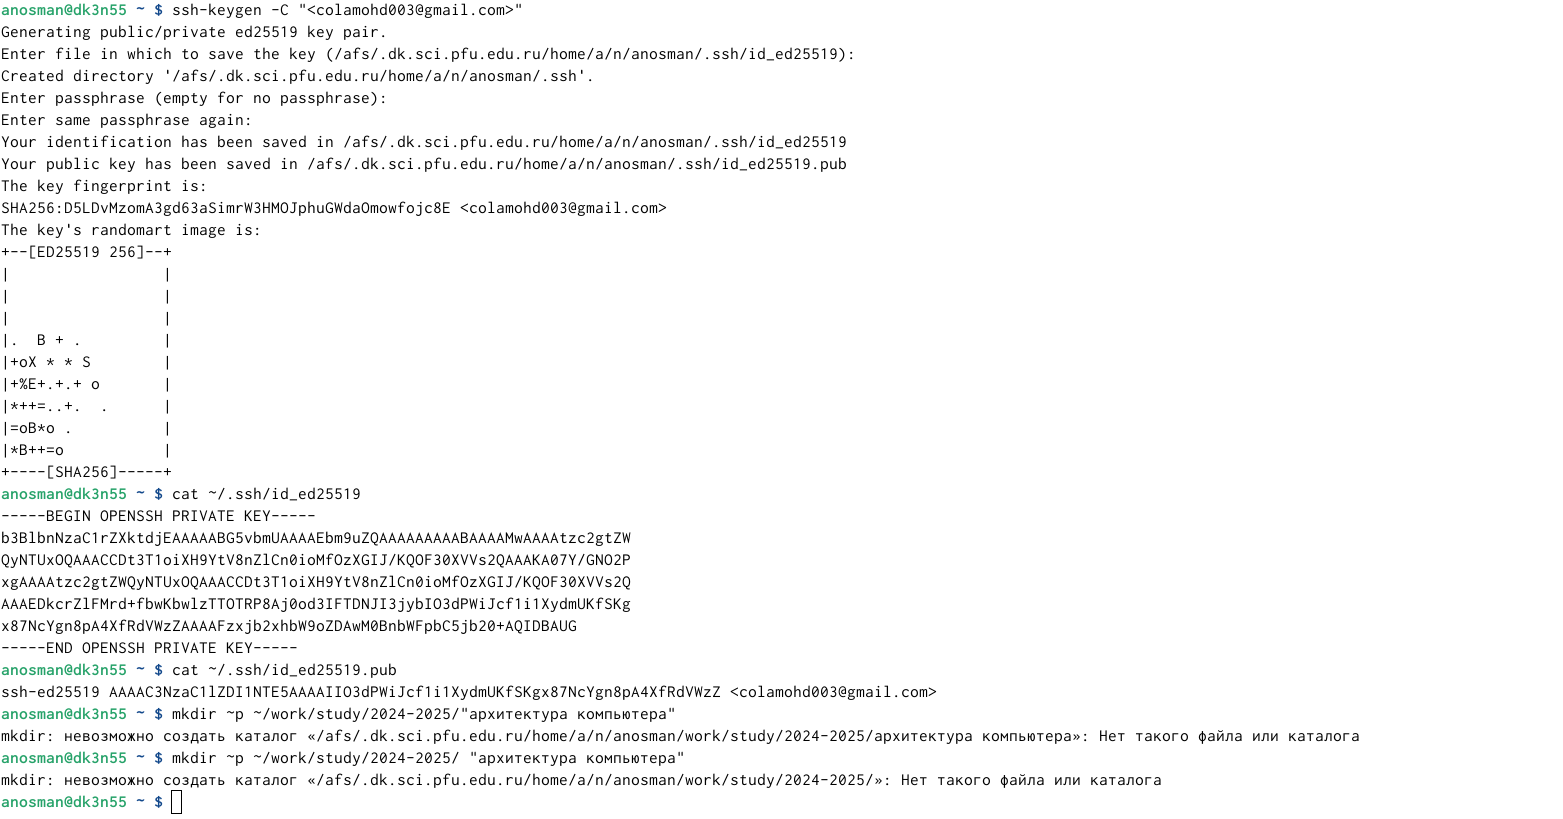 anosman@dk3n55 ~ $ ssh-keygen -C "<colamohd003@gmail.com>"
Generating public/private ed25519 key pair.
Enter file in which to save the key (/afs/.dk.sci.pfu.edu.ru/home/a/n/anosman/.ssh/id_ed25519):
Created directory '/afs/.dk.sci.pfu.edu.ru/home/a/n/anosman/.ssh'.
Enter passphrase (empty for no passphrase):
Enter same passphrase again:
Your identification has been saved in /afs/.dk.sci.pfu.edu.ru/home/a/n/anosman/.ssh/id_ed25519
Your public key has been saved in /afs/.dk.sci.pfu.edu.ru/home/a/n/anosman/.ssh/id_ed25519.pub
The key fingerprint is:
SHA256:D5LDvMzomA3gd63aSimrW3HMOJphuGWdaOmowfojc8E <colamohd003@gmail.com>
The key's randomart image is:
+--[ED25519 256]--+
|                 |
|                 |
|                 |
|.  B + .         |
|+oX * * S        |
|+%E+.+.+ o       |
|*++=..+.  .      |
|=oB*o .          |
|*B++=o           |
+----[SHA256]-----+
anosman@dk3n55 ~ $ cat ~/.ssh/id_ed25519
-----BEGIN OPENSSH PRIVATE KEY-----
b3BlbnNzaC1rZXktdjEAAAAABG5vbmUAAAAEbm9uZQAAAAAAAAABAAAAMwAAAAtzc2gtZW
QyNTUxOQAAACCDt3T1oiXH9YtV8nZlCn0ioMfOzXGIJ/KQOF30XVVs2QAAAKA07Y/GNO2P
xgAAAAtzc2gtZWQyNTUxOQAAACCDt3T1oiXH9YtV8nZlCn0ioMfOzXGIJ/KQOF30XVVs2Q
AAAEDkcrZlFMrd+fbwKbwlzTTOTRP8Aj0od3IFTDNJI3jybIO3dPWiJcf1i1XydmUKfSKg
x87NcYgn8pA4XfRdVWzZAAAAFzxjb2xhbW9oZDAwM0BnbWFpbC5jb20+AQIDBAUG
-----END OPENSSH PRIVATE KEY-----
anosman@dk3n55 ~ $ cat ~/.ssh/id_ed25519.pub
ssh-ed25519 AAAAC3NzaC1lZDI1NTE5AAAAIIO3dPWiJcf1i1XydmUKfSKgx87NcYgn8pA4XfRdVWzZ <colamohd003@gmail.com>
anosman@dk3n55 ~ $ mkdir ~p ~/work/study/2024-2025/"архитектура компьютера"
mkdir: невозможно создать каталог «/afs/.dk.sci.pfu.edu.ru/home/a/n/anosman/work/study/2024-2025/архитектура компьютера»: Нет такого файла или каталога
anosman@dk3n55 ~ $ mkdir ~p ~/work/study/2024-2025/ "архитектура компьютера"
mkdir: невозможно создать каталог «/afs/.dk.sci.pfu.edu.ru/home/a/n/anosman/work/study/2024-2025/»: Нет такого файла или каталога
anosman@dk3n55 ~ $